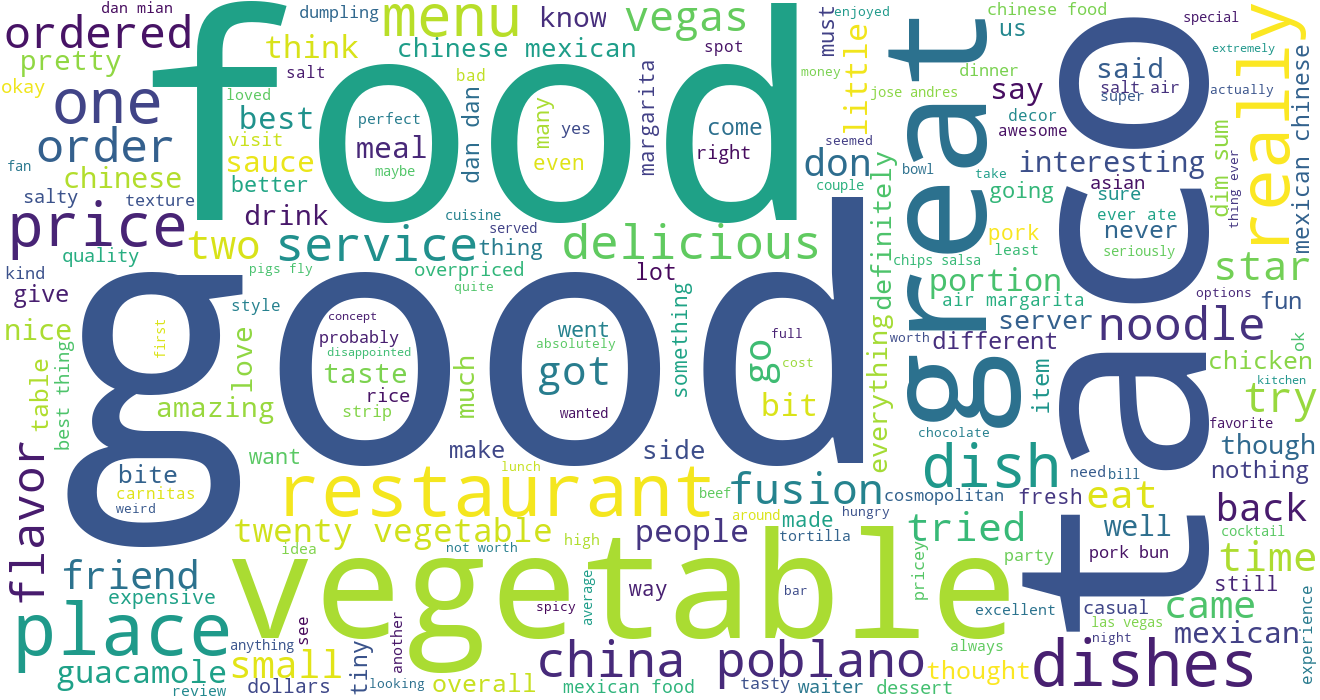 dan mian
dumpling
menu
know
vegas
must
enjoyed
chinese food
special
ordered
think
chinese mexican
spot
little
us
really
extremely
pretty
food
salt
bad
dan dan
margarita
money
great
dinner
taco
said
salt air
super
actually
mexican chinese
okay
one
loved
best
perfect
many
yes
come
jose andres
say
decor
awesome
order
visit
meal
even
right
seemed
don
interesting
dim sum
thing ever
fan
chinese
sauce
maybe
couple
bowl
take
going
asian
sure
salty
texture
better
definitely
ever ate
never
seriously
price
drink
cuisine
served
two
service
thing
delicious
pork
least
quality
chips salsa
star
kind
pigs fly
overpriced
quite
lot
portion
give
good
style
something
air margarita
options
fun
nice
first
concept
probably
disappointed
went
absolutely
full
server
noodle
worth
different
ok
table
best thing
love
taste
rice
strip
much
got
go
cost
everything
item
chicken
kitchen
try
amazing
wanted
bit
favorite
flavor
want
make
side
chocolate
though
bite
carnitas
weird
lunch
restaurant
beef
fusion
dish
need
bill
nothing
cosmopolitan
fresh
eat
back
twenty vegetable
people
around
made
hungry
tortilla
tried
well
cocktail
friend
idea
not worth
high
vegetable
party
pork bun
time
expensive
average
way
bar
pricey
still
place
spicy
excellent
casual
came
anything
see
another
las vegas
night
mexican
experience
guacamole
small
tiny
china poblano
always
thought
dishes
review
dollars
looking
overall
mexican food
tasty
waiter
dessert